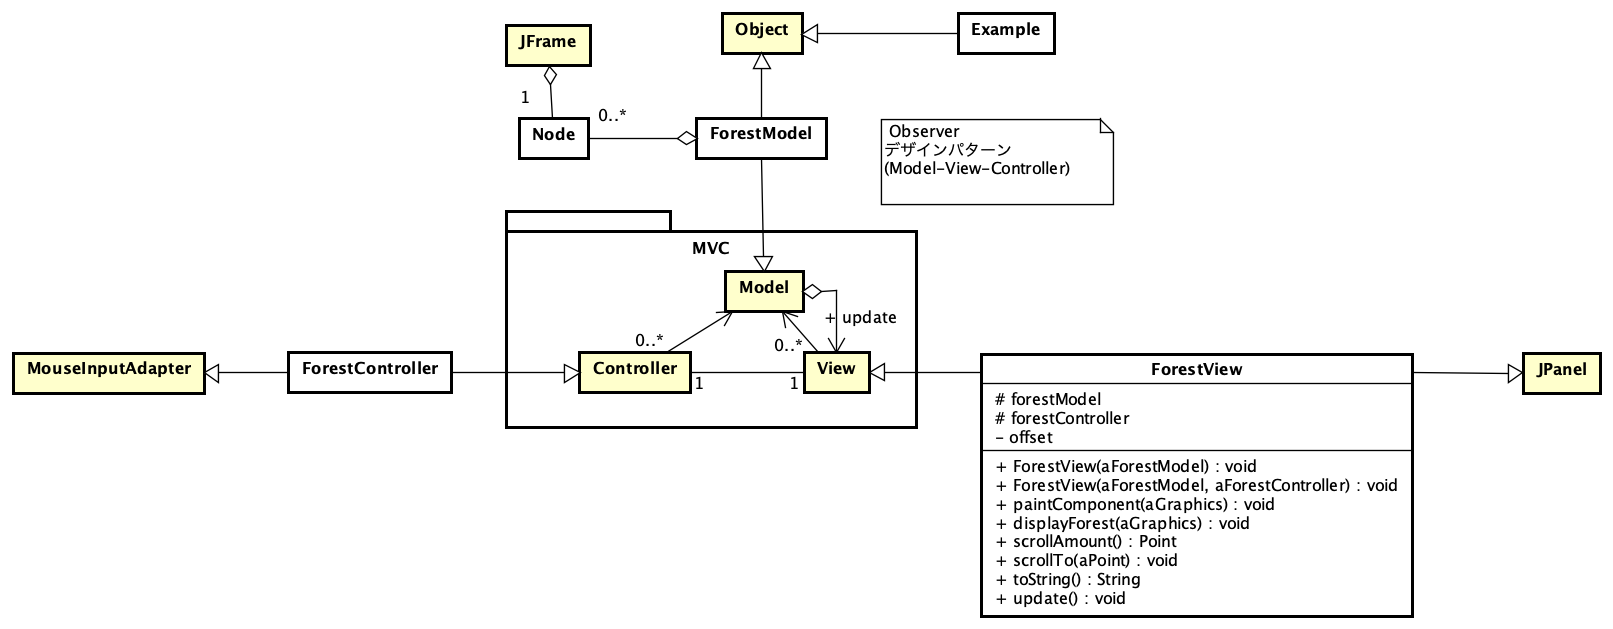 Object
Example
JFrame
1
0..*
Node
ForestModel
Observer
デザインパターン
(Model-View-Controller)
MVC
Model
+ update
0..*
0..*
MouseInputAdapter
ForestController
Controller
1
1
View
ForestView
# forestModel
# forestController
- offset
+ ForestView(aForestModel) : void
+ ForestView(aForestModel, aForestController) : void
+ paintComponent(aGraphics) : void
+ displayForest(aGraphics) : void
+ scrollAmount() : Point
+ scrollTo(aPoint) : void
+ toString() : String
+ update() : void
JPanel